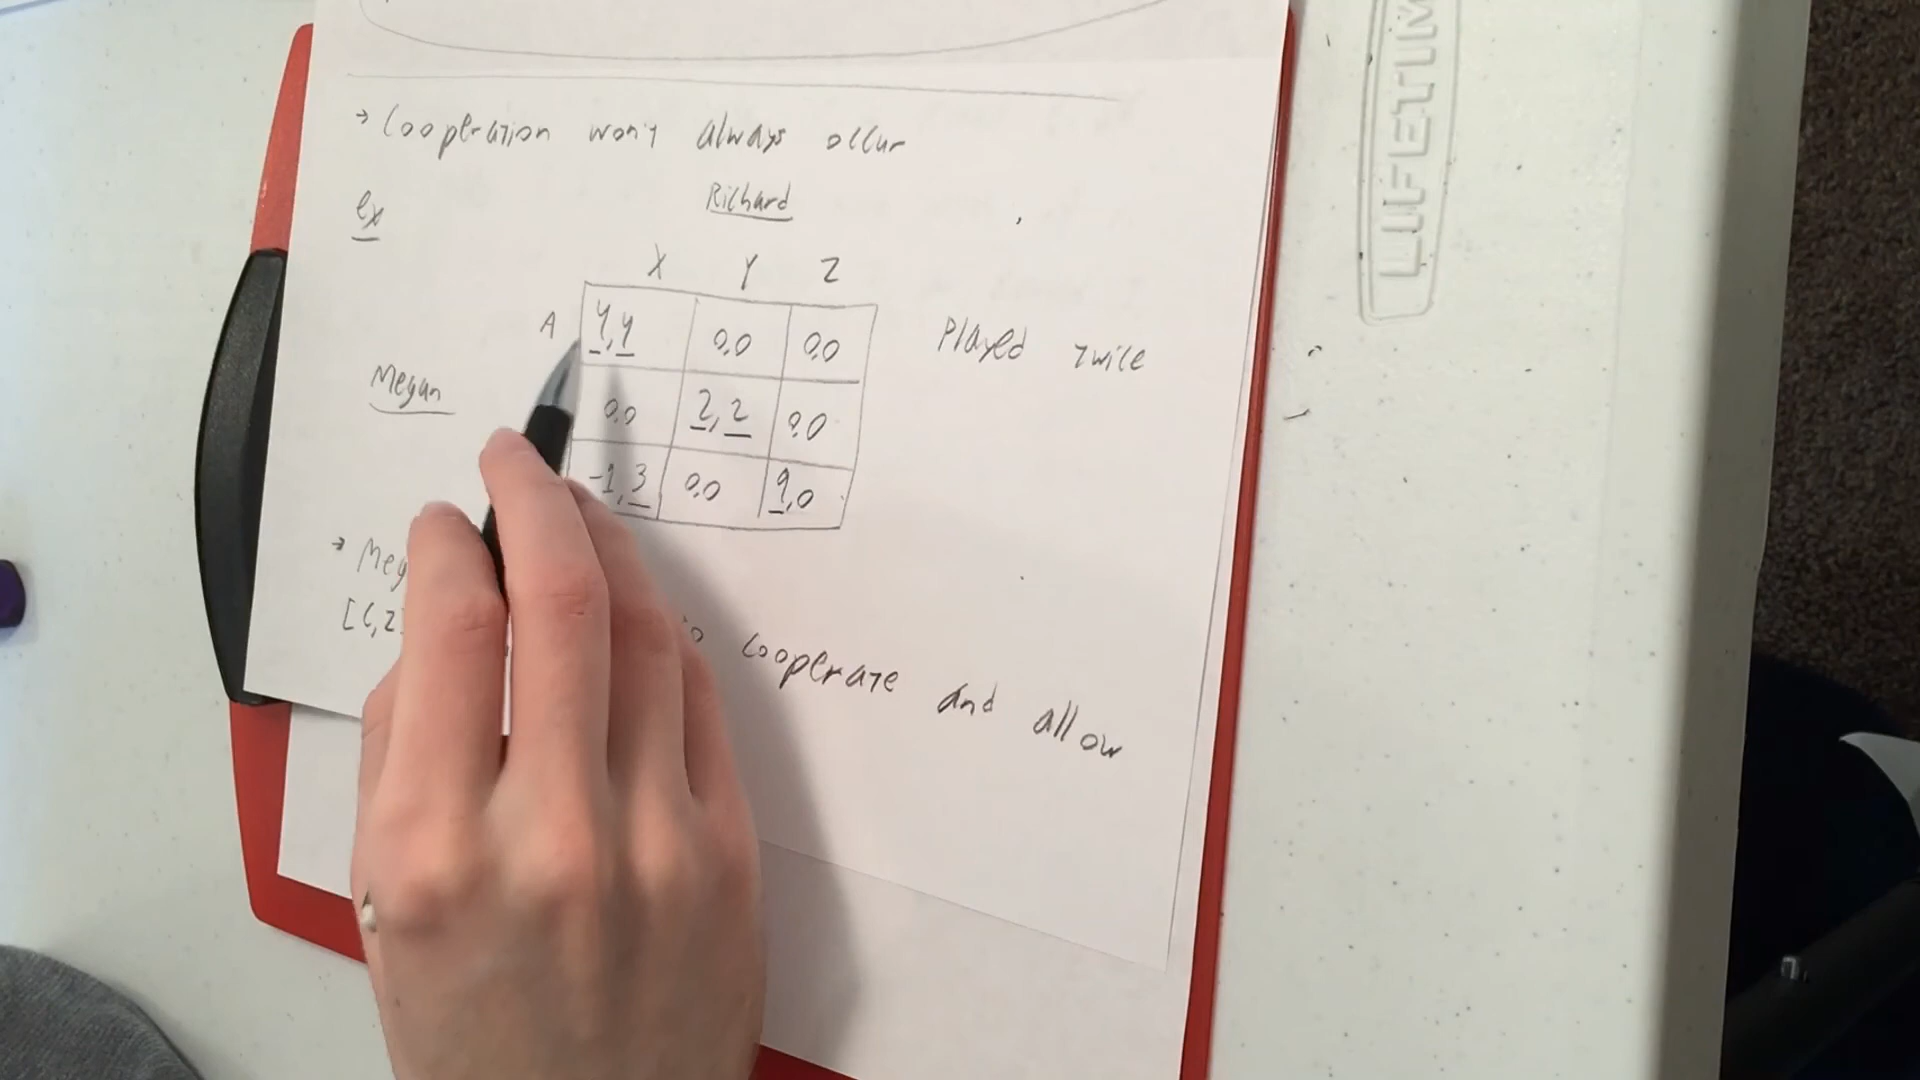 → Cooperation won't always occur
ex
Richard
X Y Z
A 4,4 0,0 0,0
Played twice
Megan
0,0 2,2 0,0
-1,3 0,0 9,0
→ Meg
[C,Z] cooperate and allow
LIFETIM